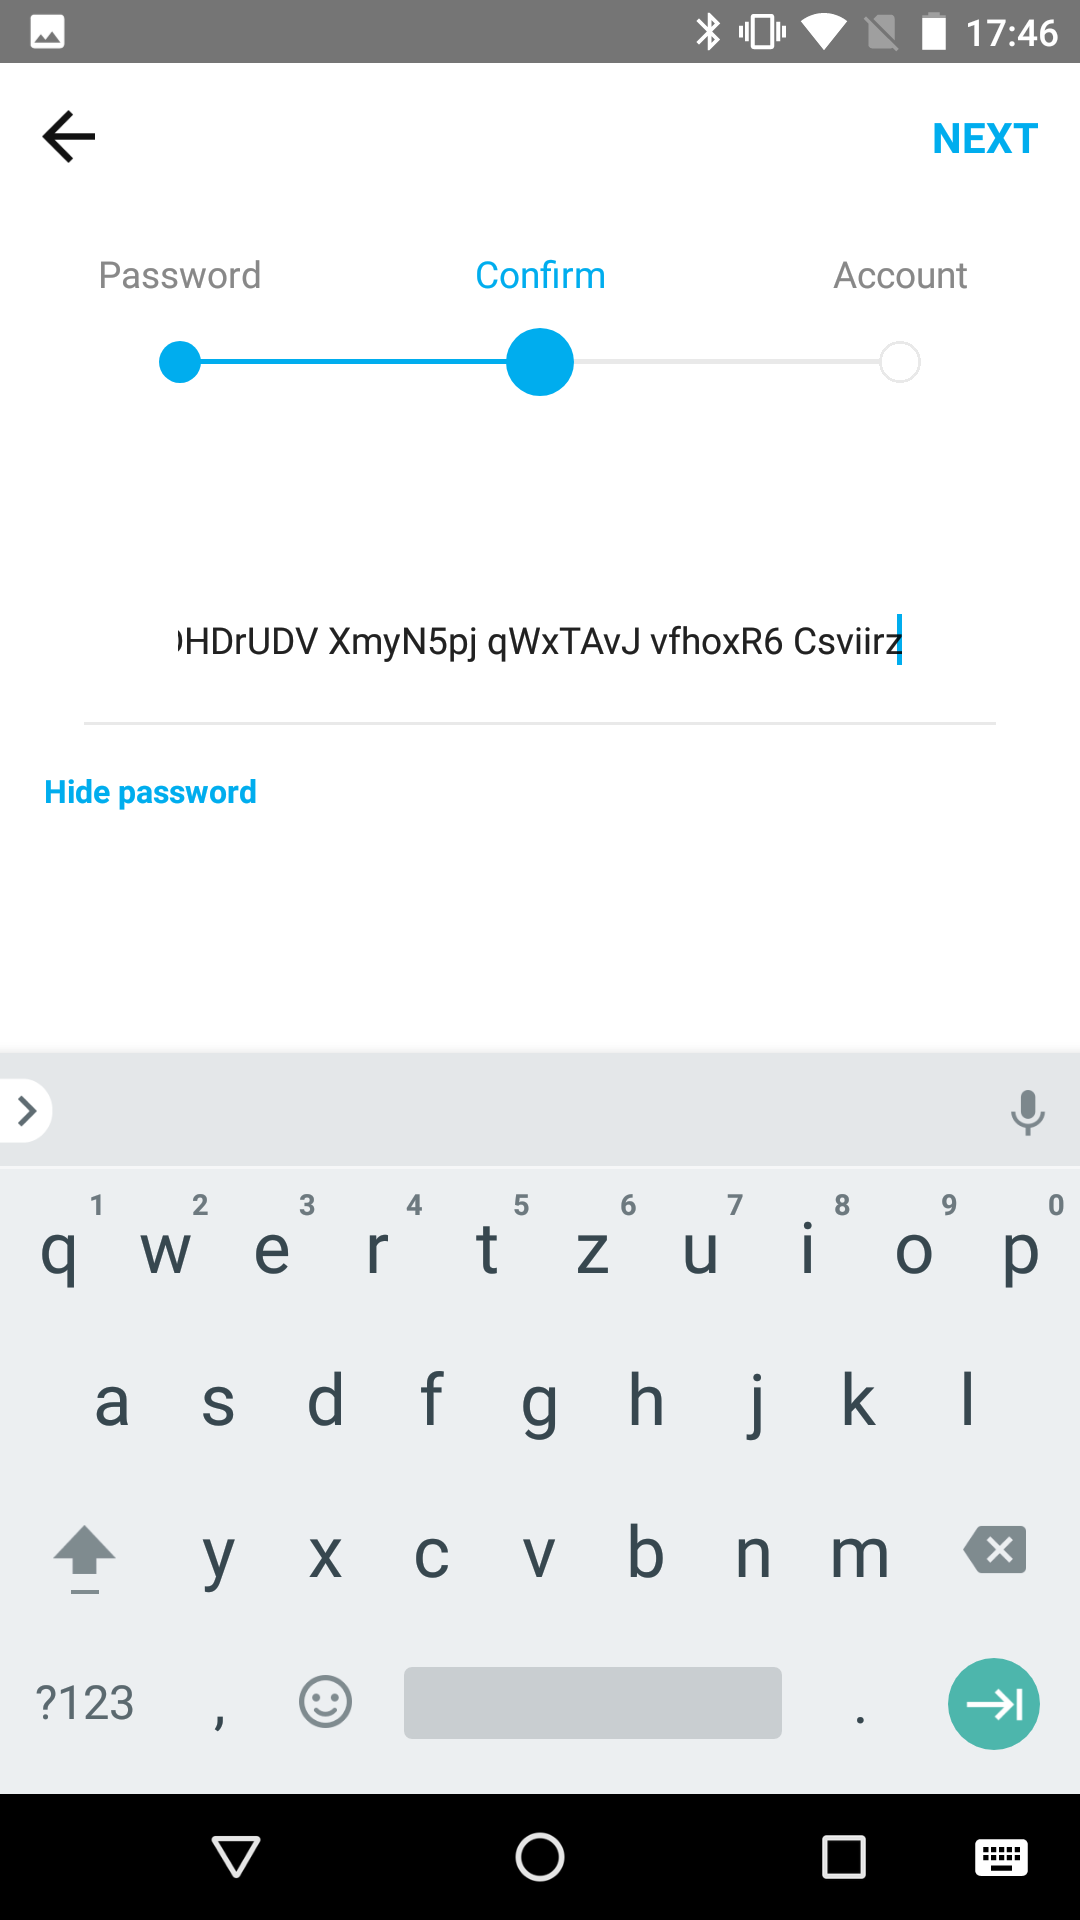 17:46
NEXT
Password Confirm Account
HDrUDV XmyN5pj qWxTAvJ vfhoxR6 Csviirz
Hide password
1 2 3 4 5 6 7 8 9 0
q w e r t z u i o p
a s d f g h j k l
y x c v b n m
?123 , .